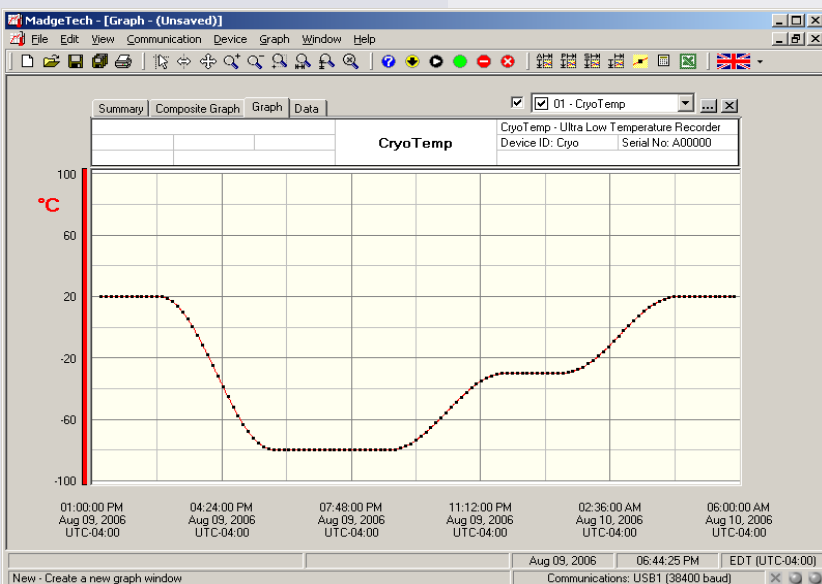 MadgeTech - [Graph - (Unsaved)]
File Edit View Communication Device Graph Window Help
Summary Composite Graph Graph Data
01 - CryoTemp
...
CryoTemp
CryoTemp - Ultra Low Temperature Recorder
Device ID: Cryo Serial No: A00000
°C
100
60
20
-20
-60
-100
01:00:00 PM 04:24:00 PM 07:48:00 PM 11:12:00 PM 02:36:00 AM 06:00:00 AM
Aug 09, 2006 Aug 09, 2006 Aug 09, 2006 Aug 09, 2006 Aug 10, 2006 Aug 10, 2006
UTC-04:00 UTC-04:00 UTC-04:00 UTC-04:00 UTC-04:00 UTC-04:00
Aug 09, 2006 06:44:25 PM EDT (UTC-04:00)
New - Create a new graph window Communications: USB1 (38400 baud)